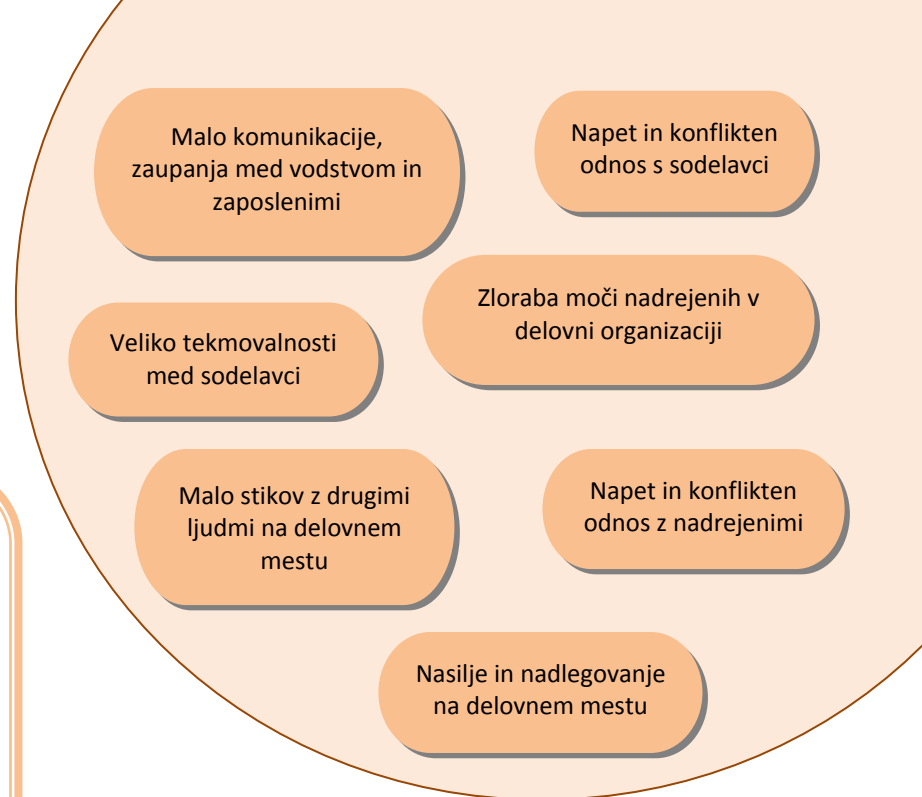 Malo komunikacije,
zaupanja med vodstvom in
zaposlenimi
Napet in konflikten
odnos s sodelavci
Zloraba moči nadrejenih v
delovni organizaciji
Veliko tekmovalnosti
med sodelavci
Malo stikov z drugimi
ljudmi na delovnem
mestu
Napet in konflikten
odnos z nadrejenimi
Nasilje in nadlegovanje
na delovnem mestu